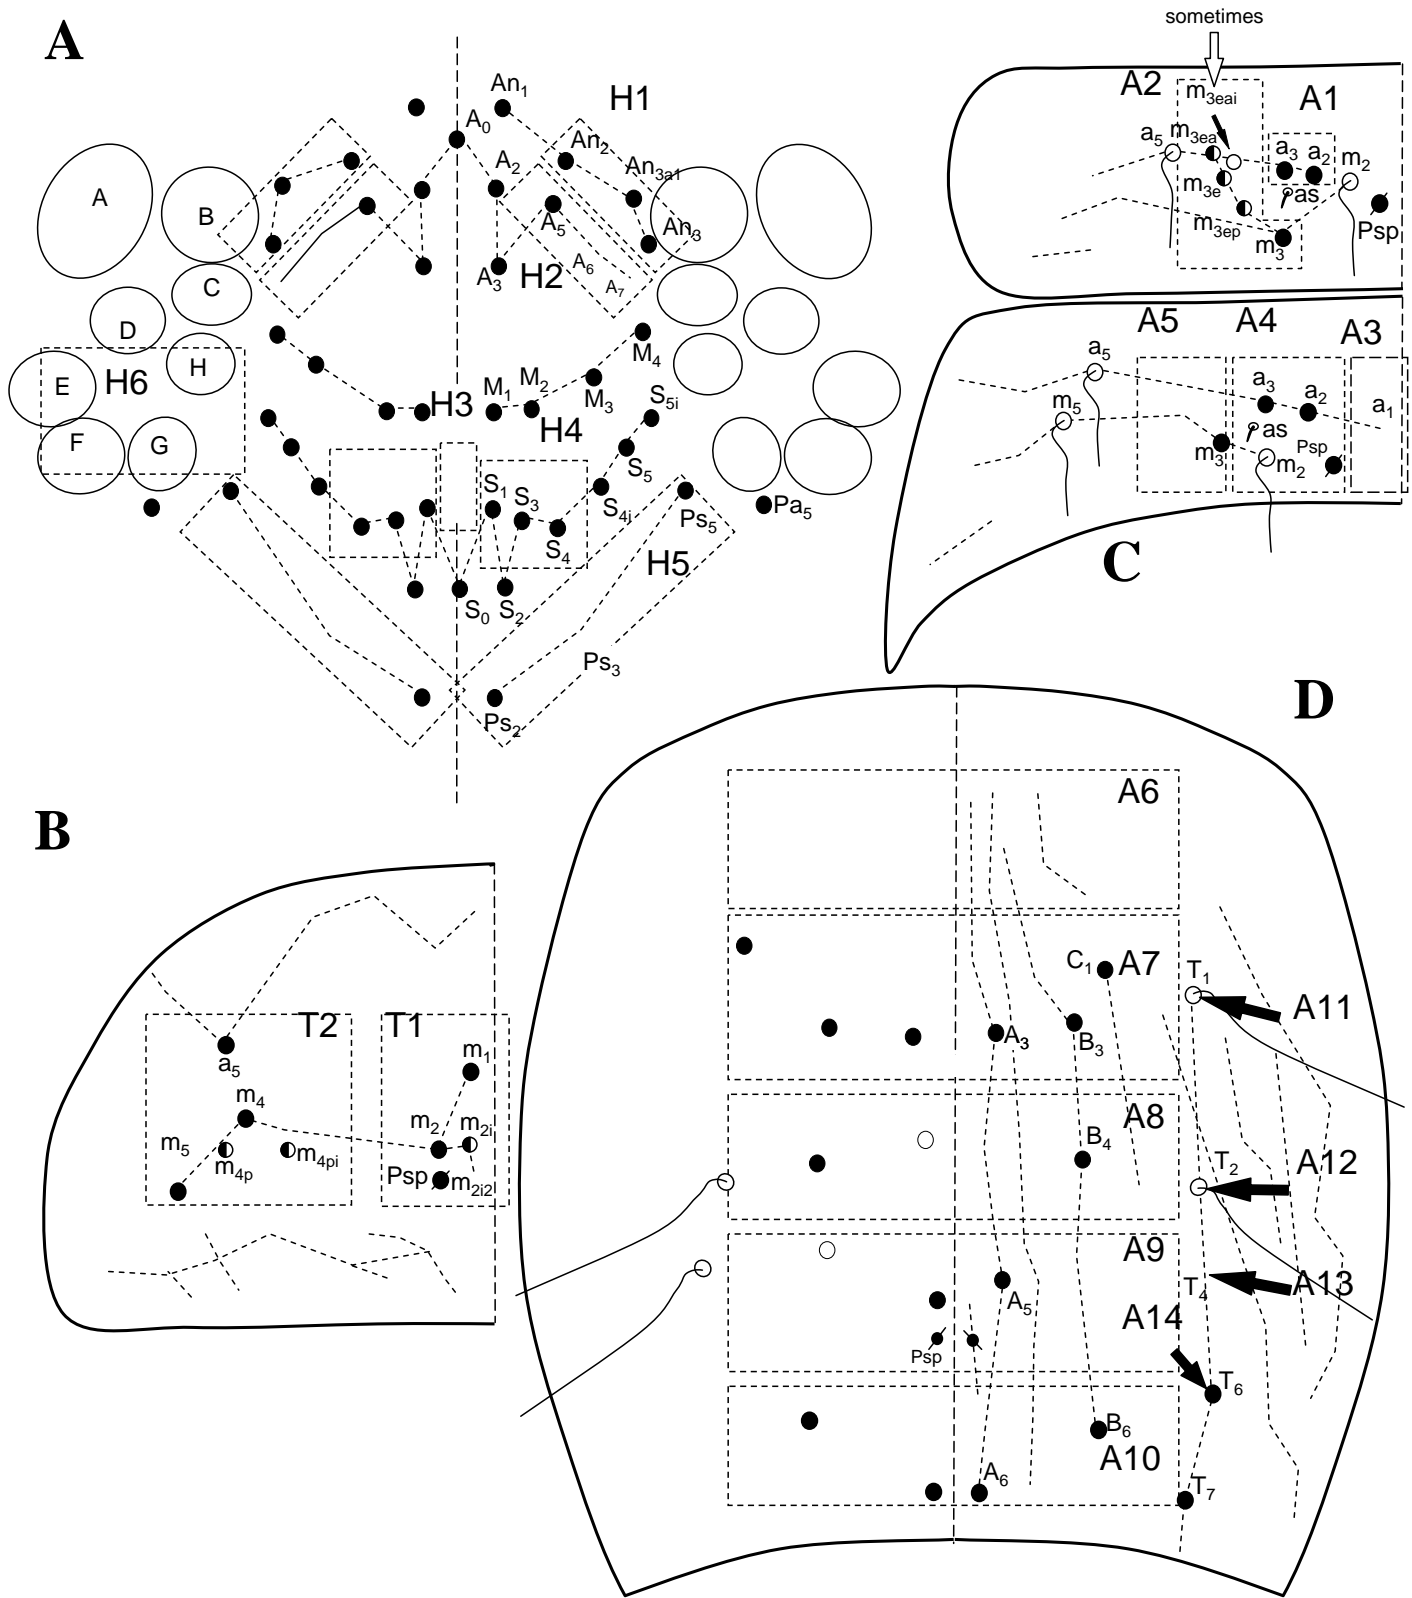 A
An1
H1
A0
An2
A2
An3a1
A5
An3
A3
H2
A6
A7
A
B
C
D
H
E
H6
F
G
M4
M3
M2
M1
H3
H4
S5i
S5
S4i
S1
S3
S4
S0
S2
Ps5
Pa5
H5
Ps3
Ps2
sometimes
A2
m3eai
A1
a5
m3ea
a3
a2
m2
m3e
as
m3ep
m3
Psp
A5
A4
A3
a5
a3
a2
a1
m5
as
m3
m2
Psp
C
D
B
T2
T1
a5
m1
m4
m2
m2i
m5
m4p
m4pi
Psp
m2i2
A6
C1
A7
T1
A11
A3
B3
A8
B4
T2
A12
A9
A5
T4
A13
A14
Psp
T6
B6
A10
A6
T7